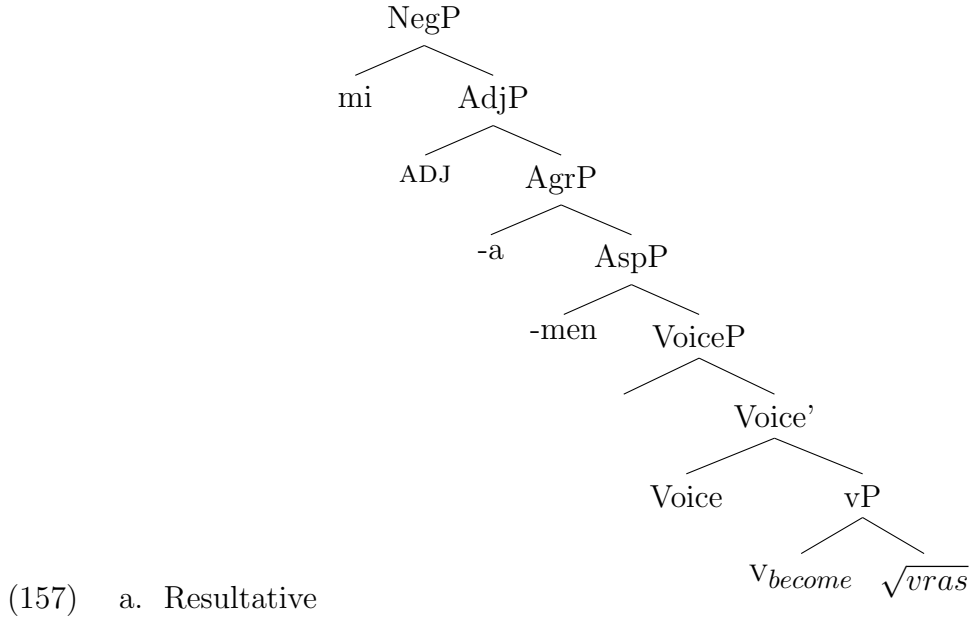 NegP
mi AdjP
ADJ AgrP
-a AspP
-men VoiceP
Voice'
Voice vP
v_become √vras
(157) a. Resultative